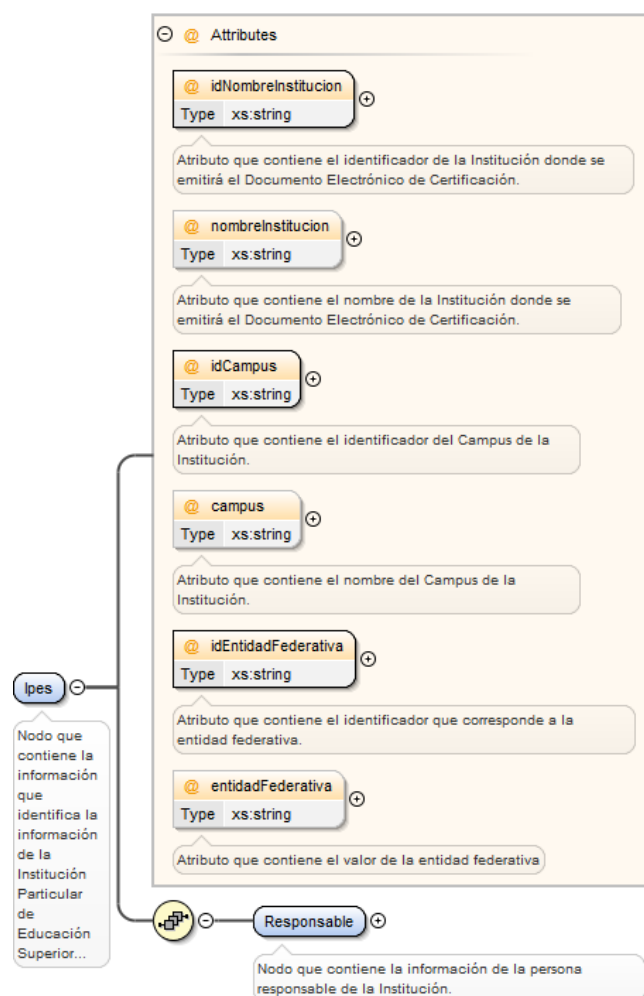 @ Attributes
@ idNombreInstitucion
Type xs:string
Atributo que contiene el identificador de la Institución donde se
emitirá el Documento Electrónico de Certificación.
@ nombreInstitucion
Type xs:string
Atributo que contiene el nombre de la Institución donde se
emitirá el Documento Electrónico de Certificación.
@ idCampus
Type xs:string
Atributo que contiene el identificador del Campus de la
Institución.
@ campus
Type xs:string
Atributo que contiene el nombre del Campus de la
Institución.
@ idEntidadFederativa
Type xs:string
Atributo que contiene el identificador que corresponde a la
entidad federativa.
@ entidadFederativa
Type xs:string
Atributo que contiene el valor de la entidad federativa
Ipes
Nodo que
contiene la
información
que
identifica la
información
de la
Institución
Particular
de
Educación
Superior...
Responsable
Nodo que contiene la información de la persona
responsable de la Institución.